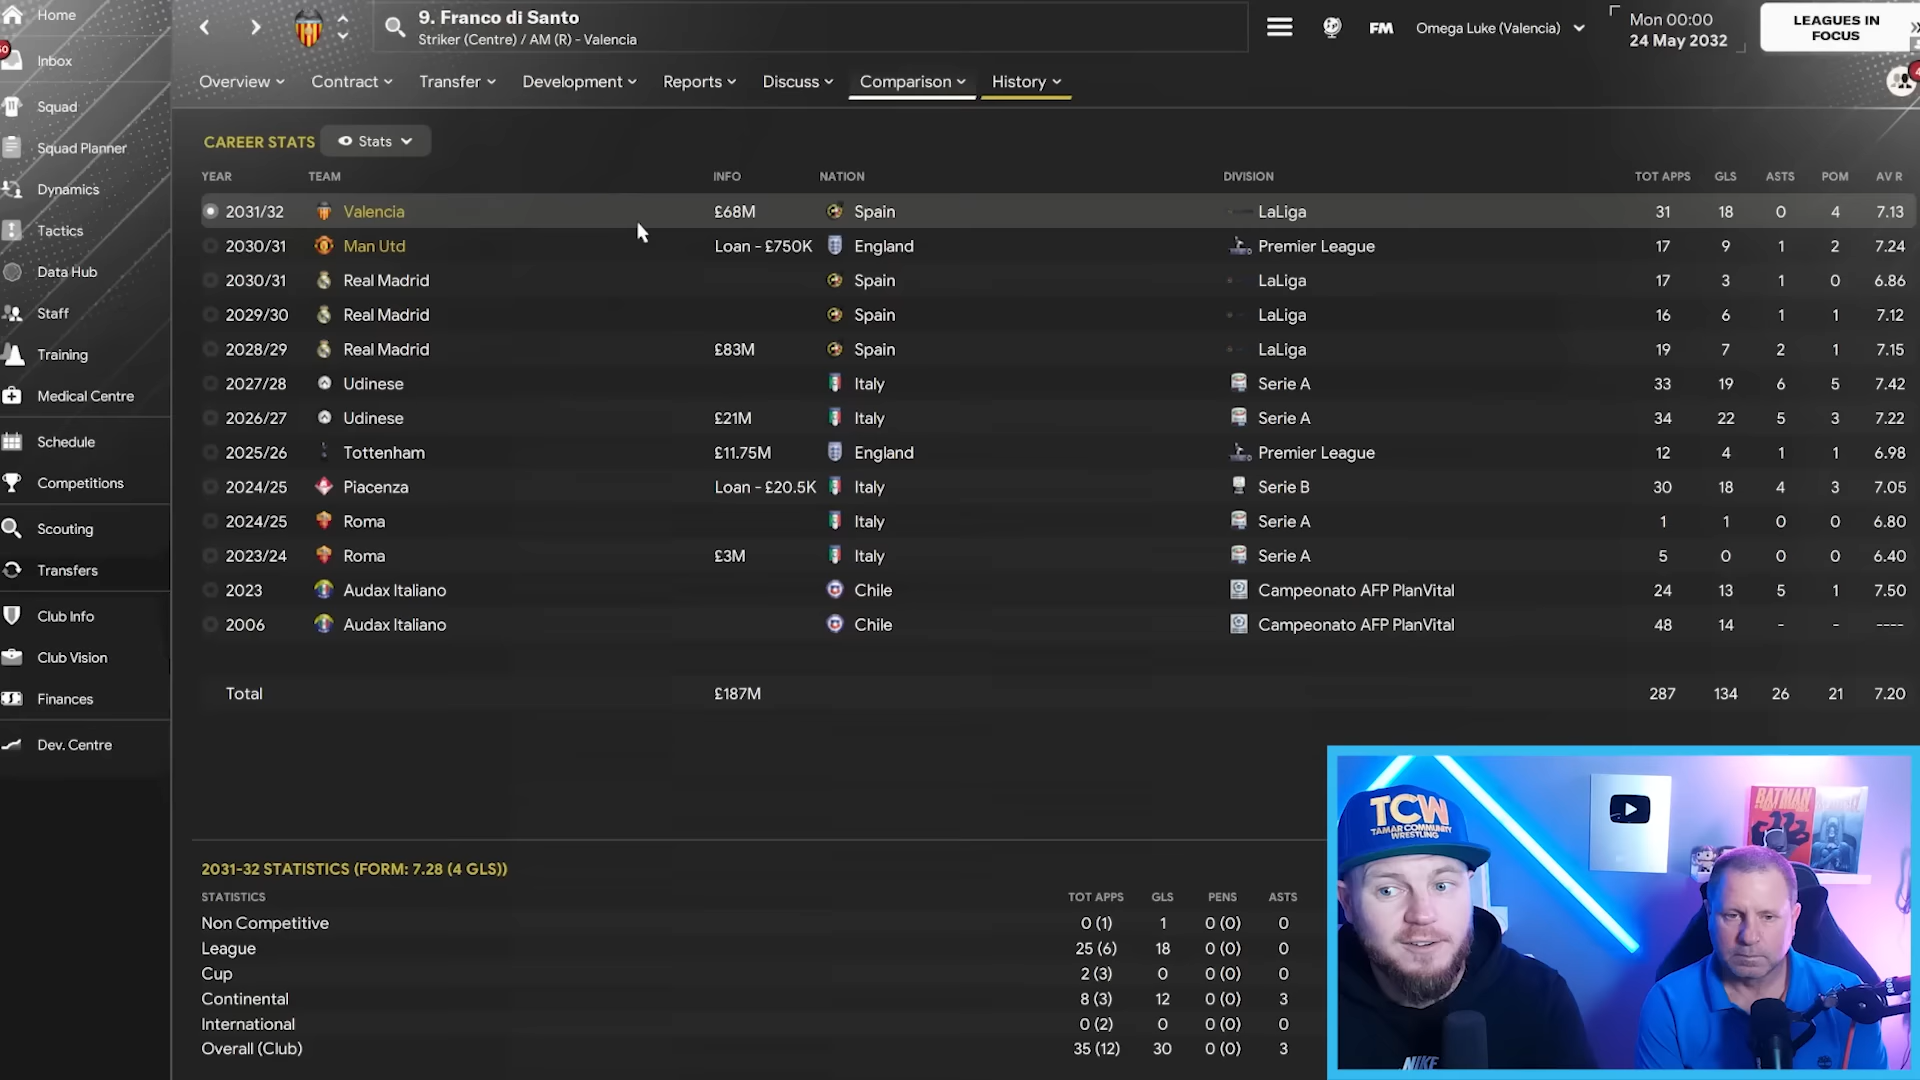 Home
Inbox
Squad
Squad Planner
Dynamics
Tactics
Data Hub
Staff
Training
Medical Centre
Schedule
Competitions
Scouting
Transfers
Club Info
Club Vision
Finances
Dev. Centre
9. Franco di Santo
Striker (Centre) / AM (R) - Valencia
FM
Omega Luke (Valencia)
Mon 00:00
24 May 2032
LEAGUES IN
FOCUS
Overview Contract Transfer Development Reports Discuss Comparison History
CAREER STATS Stats
YEAR TEAM INFO NATION DIVISION TOT APPS GLS ASTS POM AV R
2031/32 Valencia £68M Spain LaLiga 31 18 0 4 7.13
2030/31 Man Utd Loan - £750K England Premier League 17 9 1 2 7.24
2030/31 Real Madrid Spain LaLiga 17 3 1 0 6.86
2029/30 Real Madrid Spain LaLiga 16 6 1 1 7.12
2028/29 Real Madrid £83M Spain LaLiga 19 7 2 1 7.15
2027/28 Udinese Italy Serie A 33 19 6 5 7.42
2026/27 Udinese £21M Italy Serie A 34 22 5 3 7.22
2025/26 Tottenham £11.75M England Premier League 12 4 1 1 6.98
2024/25 Piacenza Loan - £20.5K Italy Serie B 30 18 4 3 7.05
2024/25 Roma Italy Serie A 1 1 0 0 6.80
2023/24 Roma £3M Italy Serie A 5 0 0 0 6.40
2023 Audax Italiano Chile Campeonato AFP PlanVital 24 13 5 1 7.50
2006 Audax Italiano Chile Campeonato AFP PlanVital 48 14 - - ----
Total £187M 287 134 26 21 7.20
2031-32 STATISTICS (FORM: 7.28 (4 GLS))
STATISTICS TOT APPS GLS PENS ASTS
Non Competitive 0 (1) 1 0 (0) 0
League 25 (6) 18 0 (0) 0
Cup 2 (3) 0 0 (0) 0
Continental 8 (3) 12 0 (0) 3
International 0 (2) 0 0 (0) 0
Overall (Club) 35 (12) 30 0 (0) 3
TCW
TAMAR COMMUNITY
WRESTLING
BATMAN
NIKE